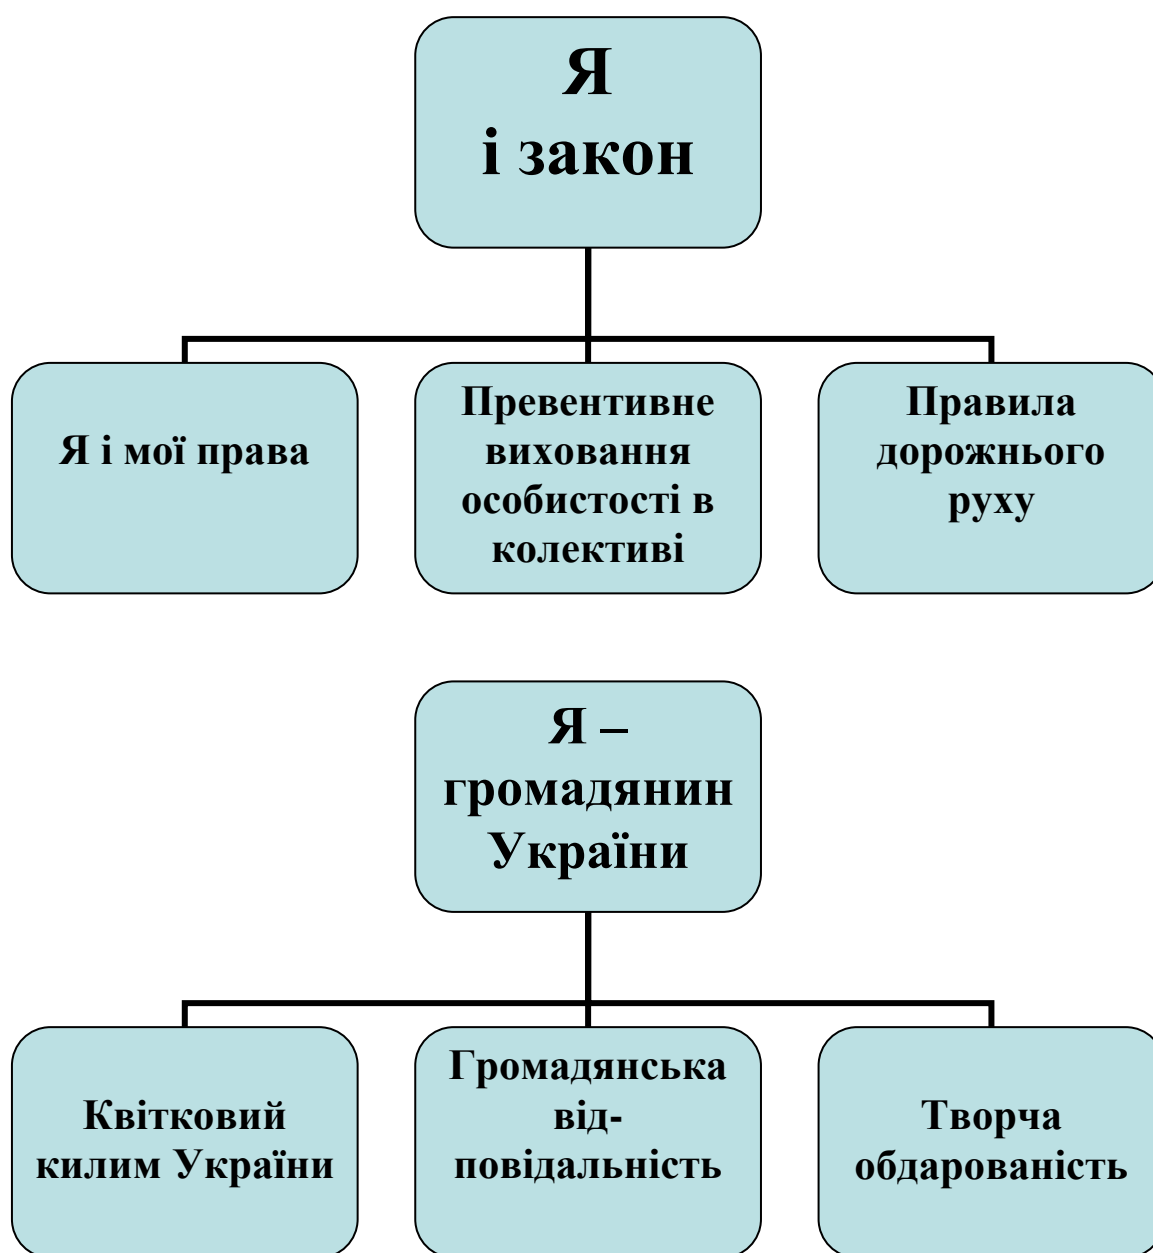 Я
і закон
Я і мої права
Превентивне
виховання
особистості в
колективі
Правила
дорожнього
руху
Я –
громадянин
України
Квітковий
килим України
Громадянська
від-
повідальність
Творча
обдарованість